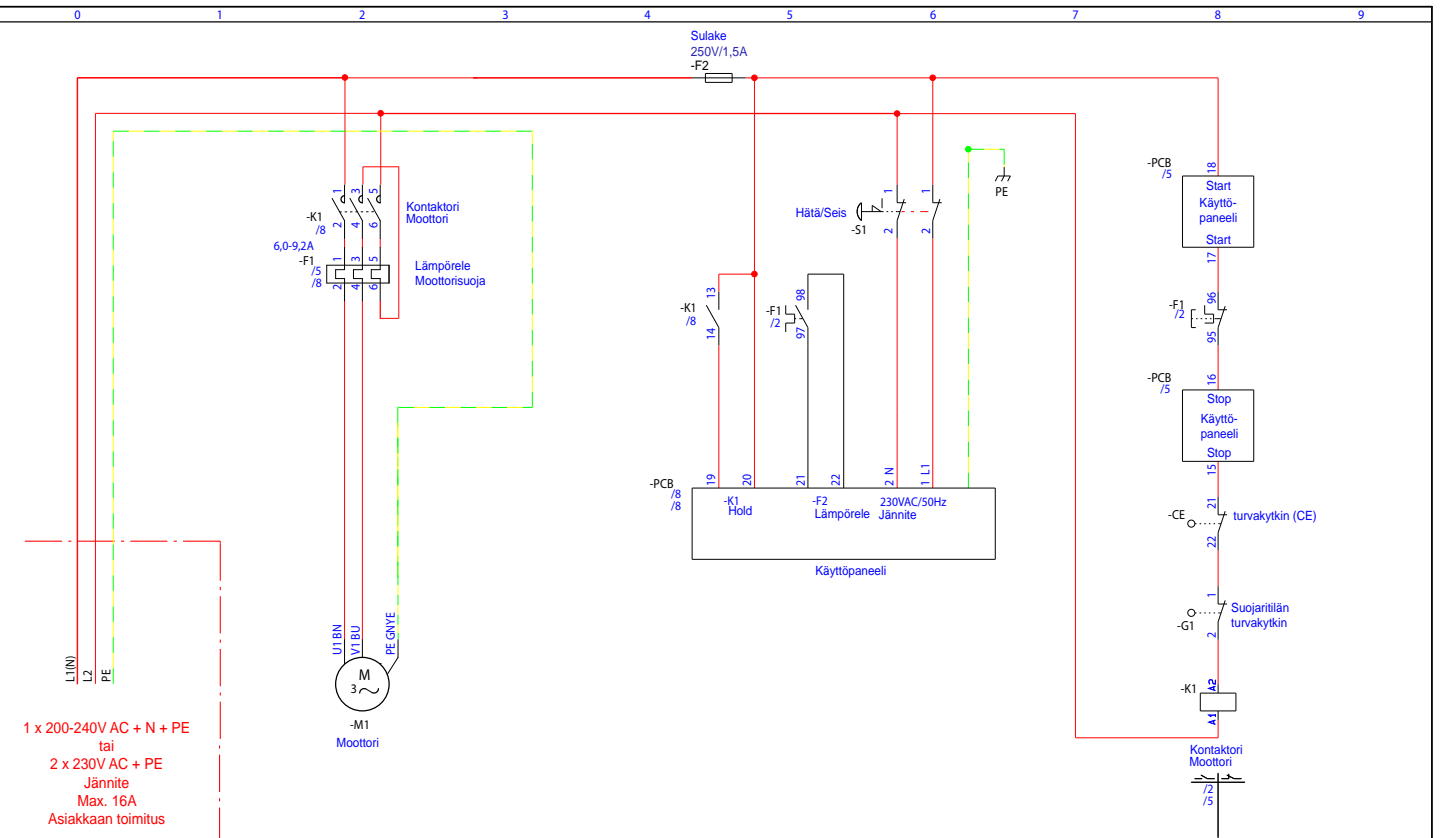 0 1 2 3 4 5 6 7 8 9
Sulake
250V/1,5A
-F2
1 3 5
-K1
/8
2 4 6
Kontaktori
Moottori
6,0-9,2A
-F1
/5
/8
1 3 5
2 4 6
Lämpörele
Moottorisuoja
U1 BN
V1 BU
PE GNYE
M
3
-M1
Moottori
L1(N)
L2
PE
1 x 200-240V AC + N + PE
tai
2 x 230V AC + PE
Jännite
Max. 16A
Asiakkaan toimitus
PE
Hätä/Seis
-S1
1 1
2 2
-K1
/8
13
14
-F1
/2
98
97
-PCB
/8
/8
19
20
21
22
2 N
1 L1
-K1
Hold
-F2
Lämpörele
230VAC/50Hz
Jännite
Käyttöpaneeli
-PCB
/5
18
Start
Käyttö-
paneeli
Start
17
-F1
/2
96
95
-PCB
/5
16
Stop
Käyttö-
paneeli
Stop
15
-CE
21
22
turvakytkin (CE)
-G1
1
2
Suojaritilän
turvakytkin
-K1
A2
A1
Kontaktori
Moottori
/2
/5